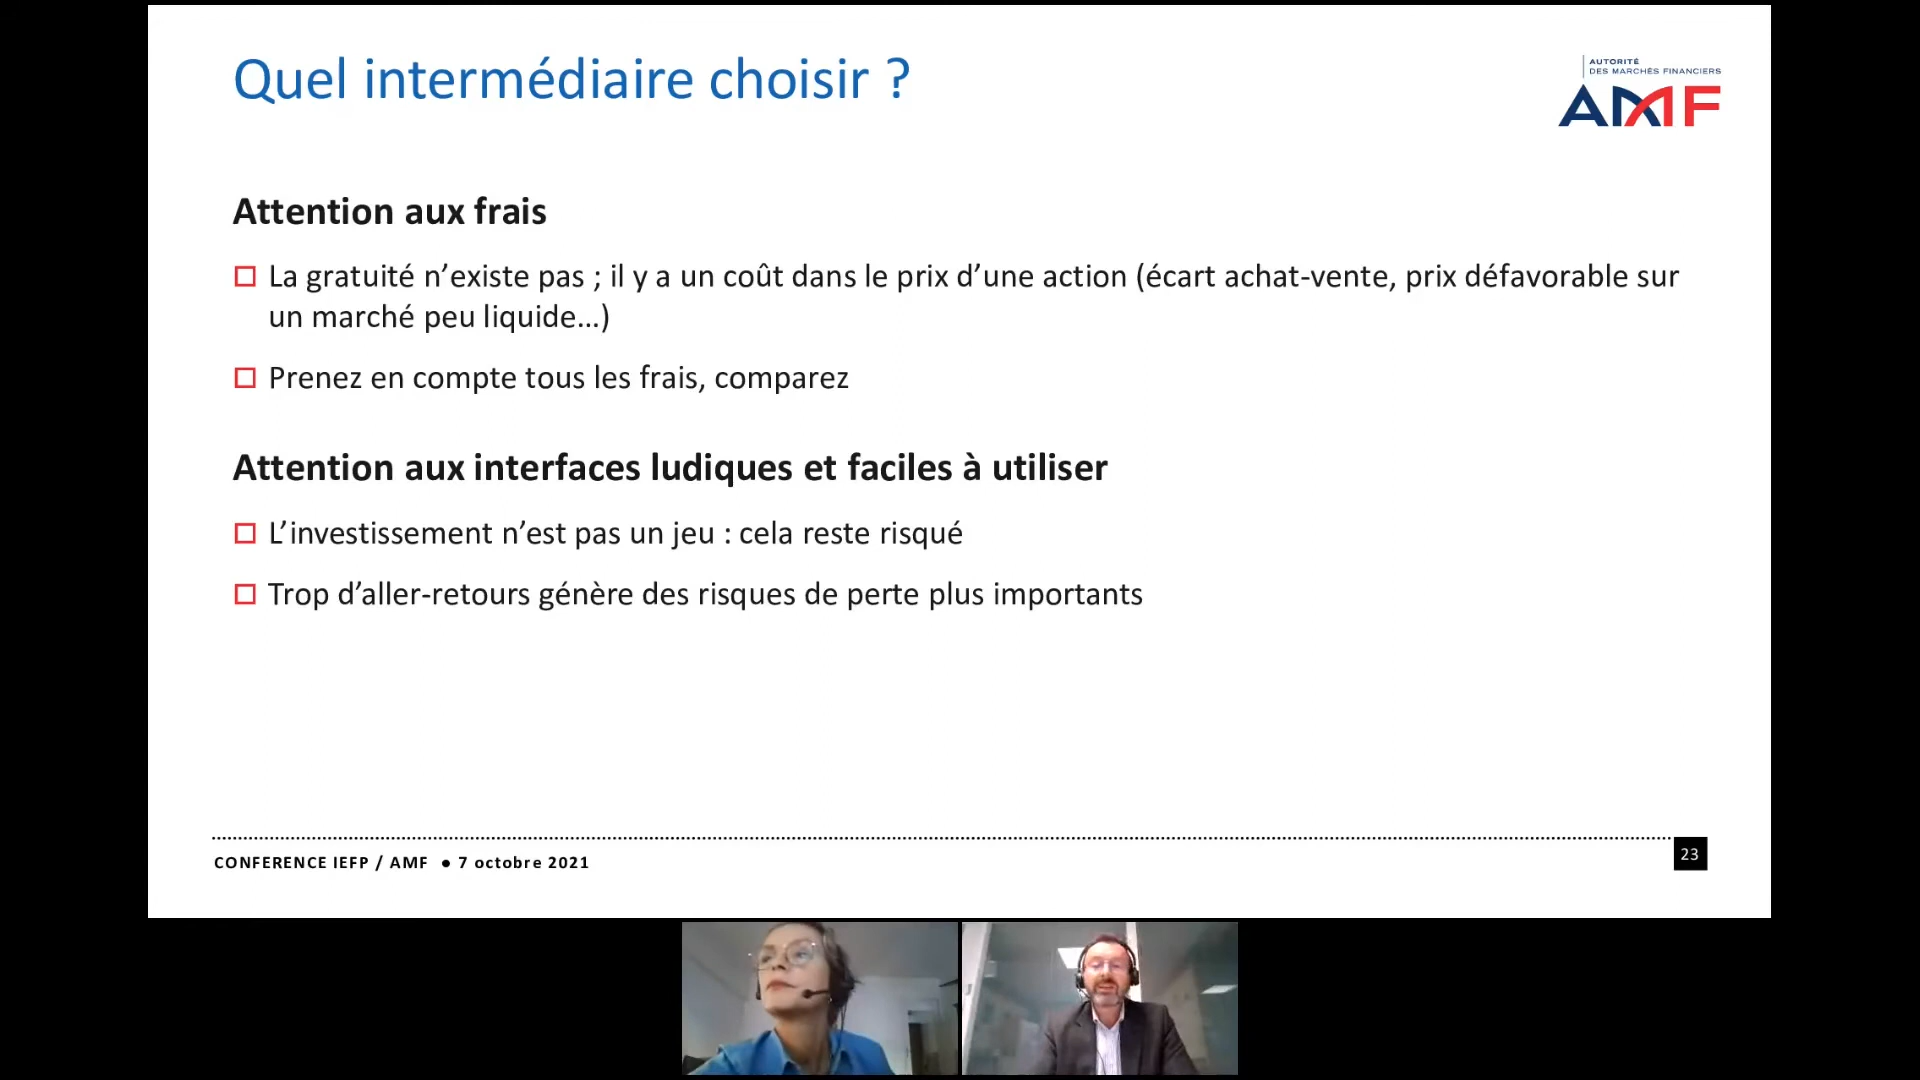 Quel intermédiaire choisir ?
AUTORITÉ
DES MARCHÉS FINANCIERS
AMF
Attention aux frais
La gratuité n’existe pas ; il y a un coût dans le prix d’une action (écart achat-vente, prix défavorable sur
un marché peu liquide…)
Prenez en compte tous les frais, comparez
Attention aux interfaces ludiques et faciles à utiliser
L’investissement n’est pas un jeu : cela reste risqué
Trop d’aller-retours génère des risques de perte plus importants
CONFERENCE IEFP / AMF ● 7 octobre 2021
23